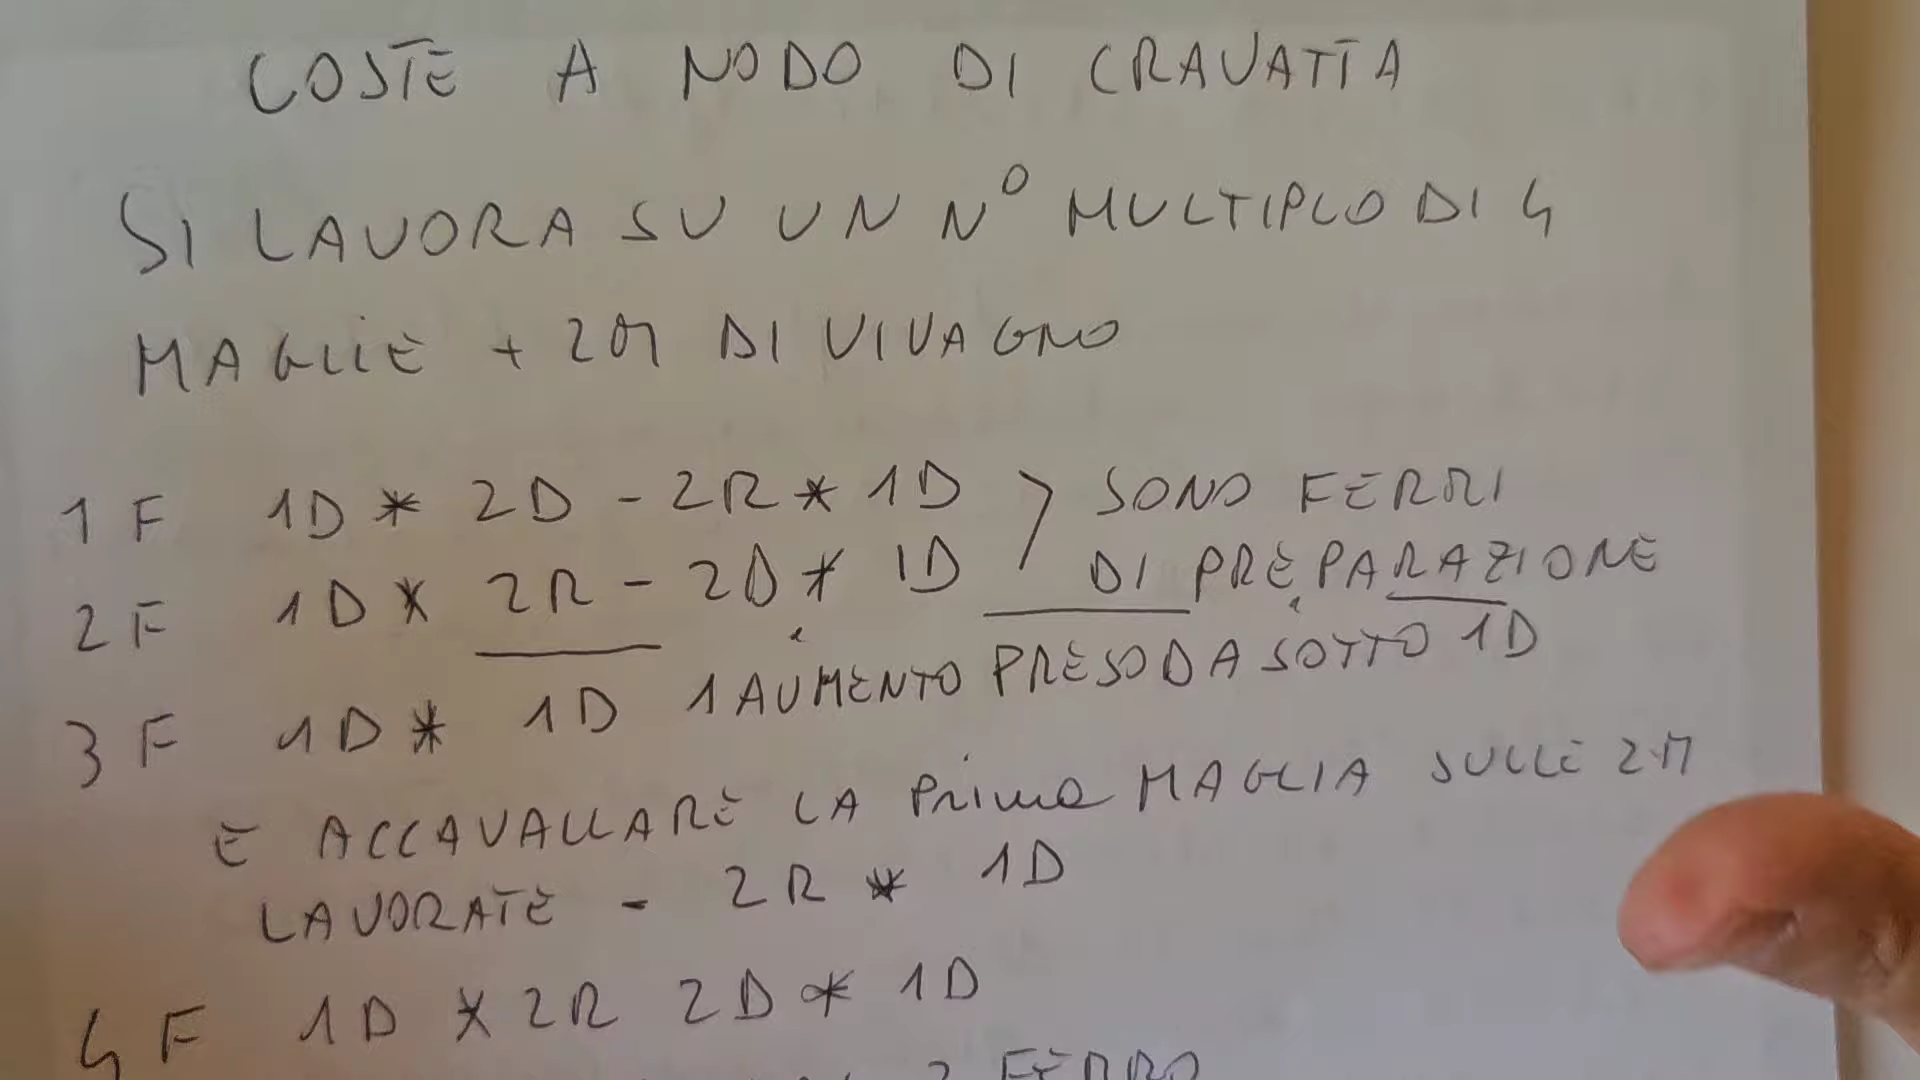 COSTE A NODO DI CRAVATTA
SI LAVORA SU UN N° MULTIPLO DI 4
MAGLIE + 2M DI VIVAGNO
1 F 1D * 2D - 2R * 1D > SONO FERRI
2 F 1D * 2R - 2D * 1D DI PREPARAZIONE
3 F 1D * 1D 1 AUMENTO PRESO DA SOTTO 1D
E ACCAVALLARE LA PRIMA MAGLIA SULLE 2M
LAVORATE - 2R * 1D
4 F 1D * 2R 2D * 1D
FERRO